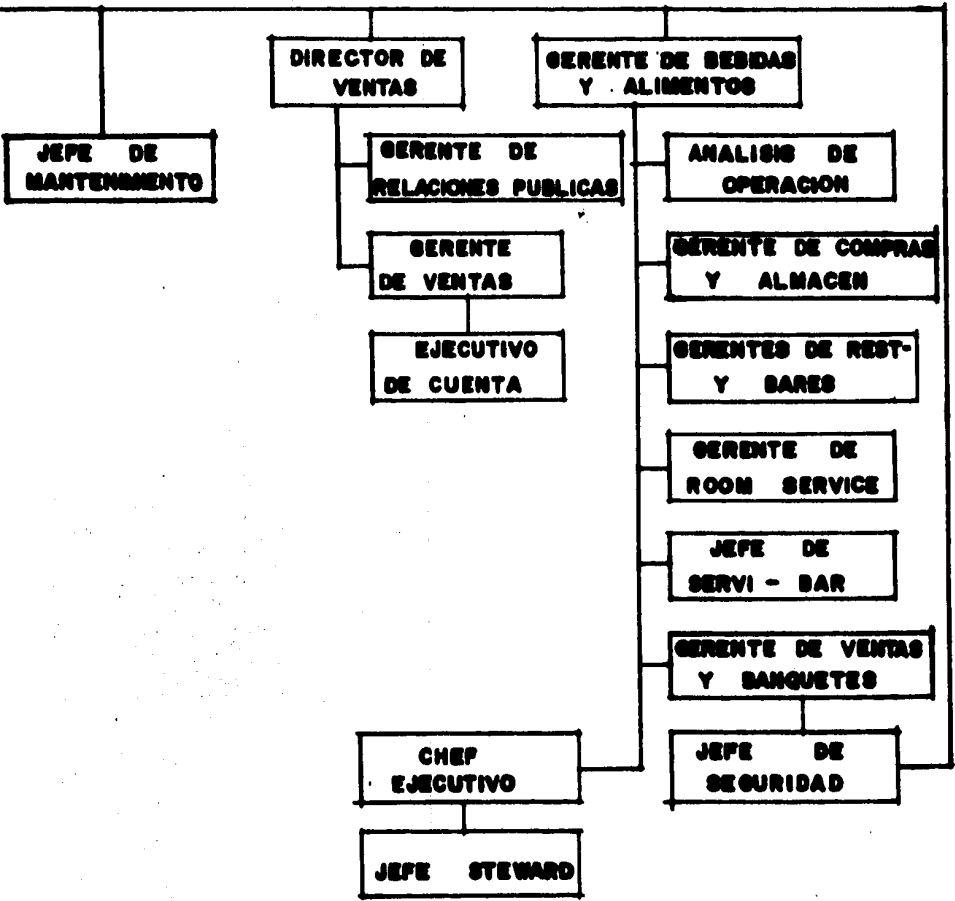 DIRECTOR DE
VENTAS
GERENTE DE BEBIDAS
Y ALIMENTOS
JEFE DE
MANTENIMIENTO
GERENTE DE
RELACIONES PUBLICAS
GERENTE
DE VENTAS
EJECUTIVO
DE CUENTA
ANALISIS DE
OPERACION
GERENTE DE COMPRAS
Y ALMACEN
GERENTES DE REST-
Y BARES
GERENTE DE
ROOM SERVICE
JEFE DE
SERVI - BAR
GERENTE DE VENTAS
Y BANQUETES
JEFE DE
SEGURIDAD
CHEF
EJECUTIVO
JEFE STEWARD